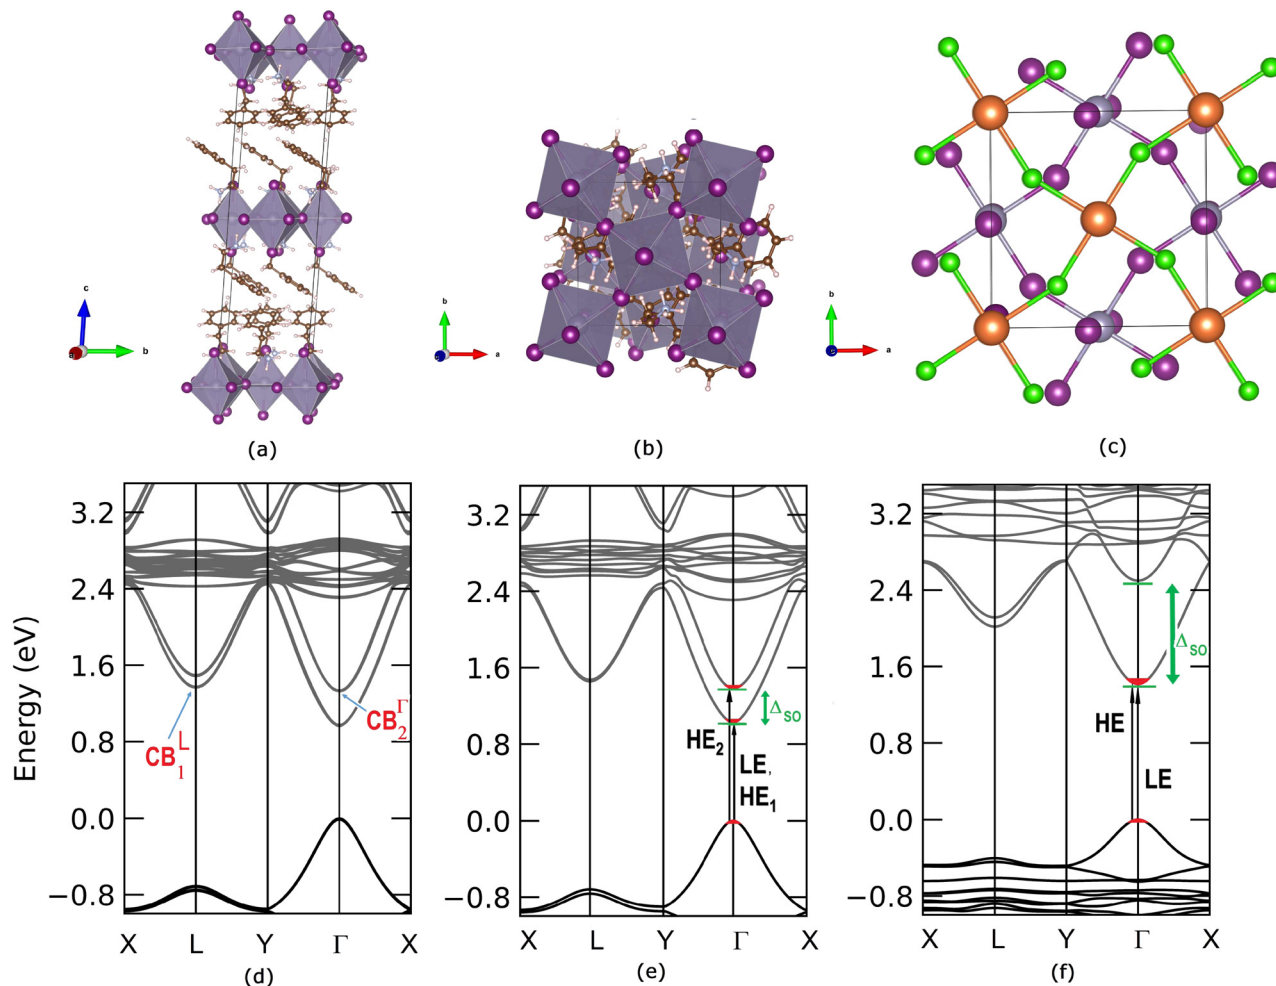 c
a
b
(a)
b
a
c
(b)
b
a
c
(c)
Energy (eV)
3.2
2.4
1.6
0.8
0.0
−0.8
CB₁ᴸ
CB₂^Γ
X L Y Γ X
(d)
3.2
2.4
1.6
0.8
0.0
−0.8
Δso
HE₂
LE,
HE₁
X L Y Γ X
(e)
3.2
2.4
1.6
0.8
0.0
−0.8
Δso
HE
LE
X L Y Γ X
(f)